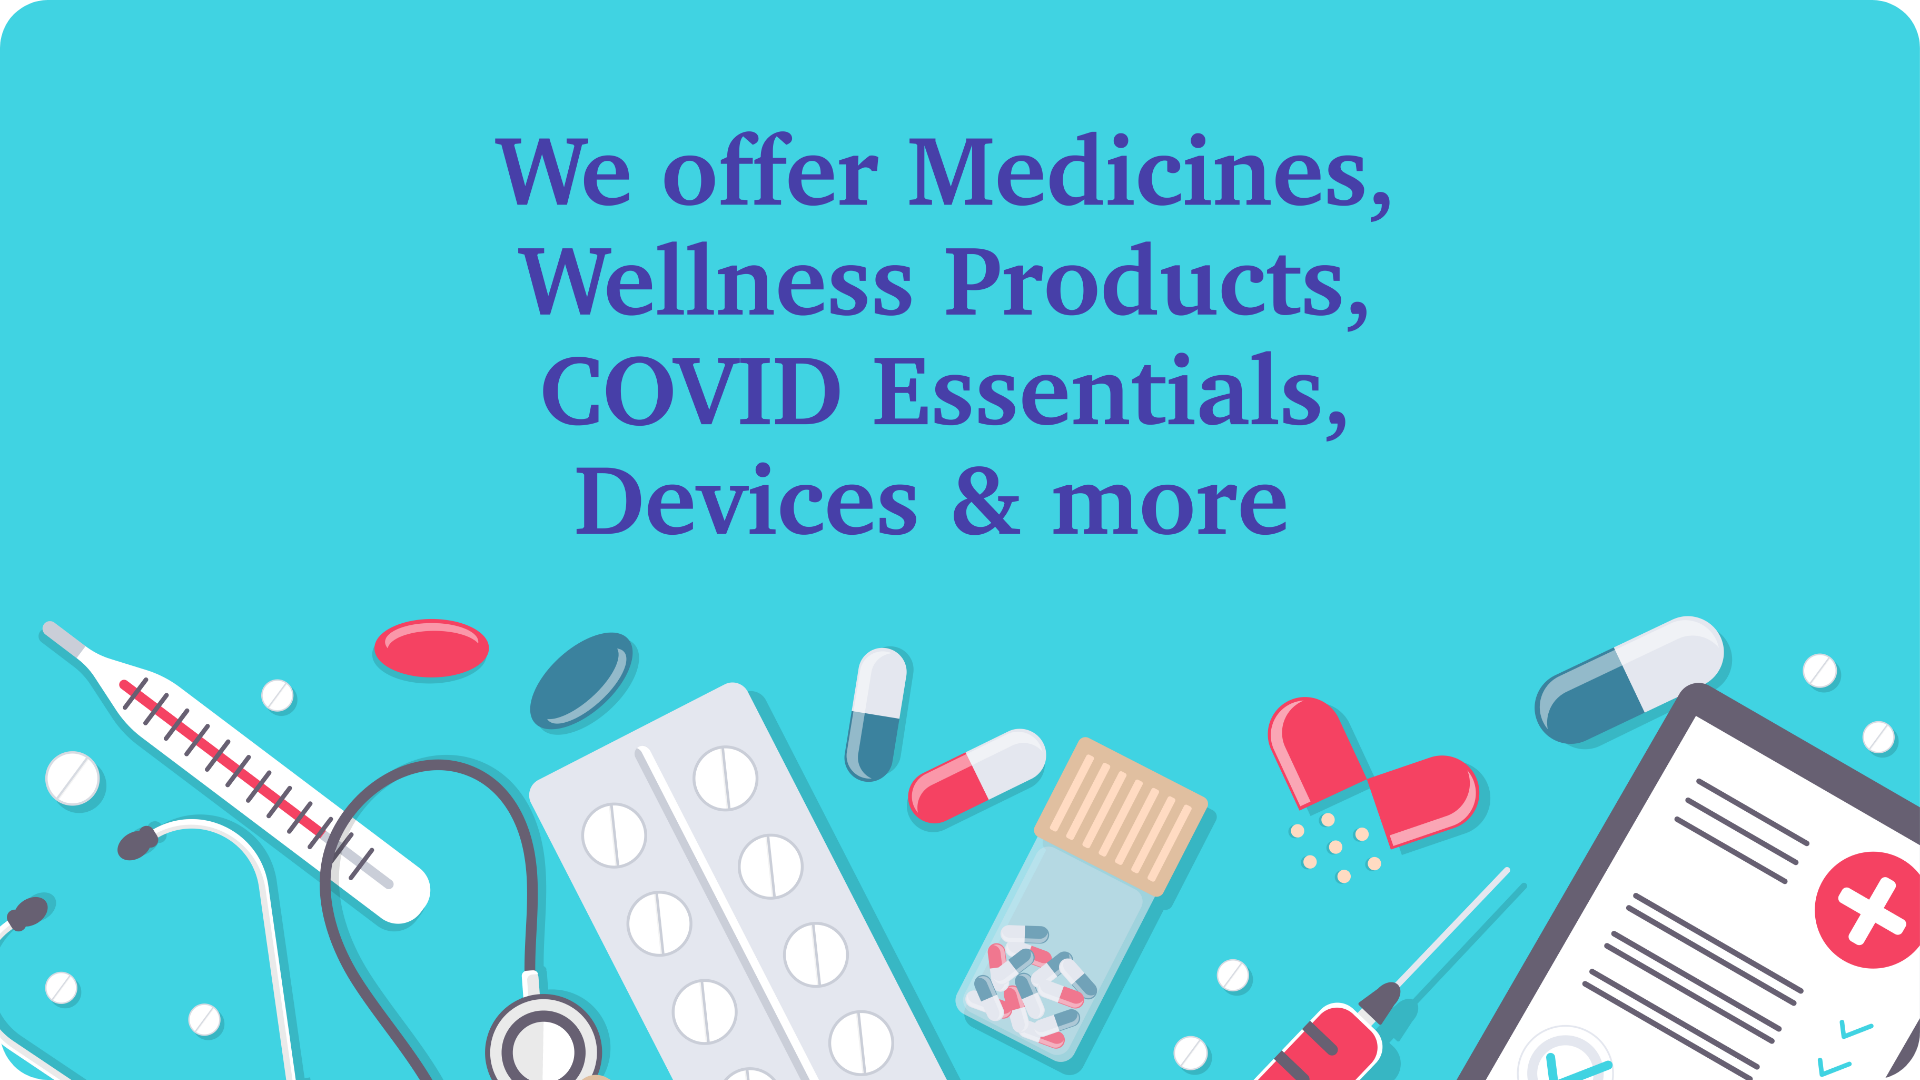 We offer Medicines,
Wellness Products,
COVID Essentials,
Devices & more